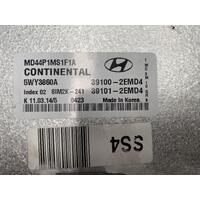 MD44P1MS1F1A
CONTINENTAL
5WY3860A
39100-2EMD4
Index 02 SIM2K-241
39101-2EMD4
K 11.03.14/5 0423
Made in Korea
SS4